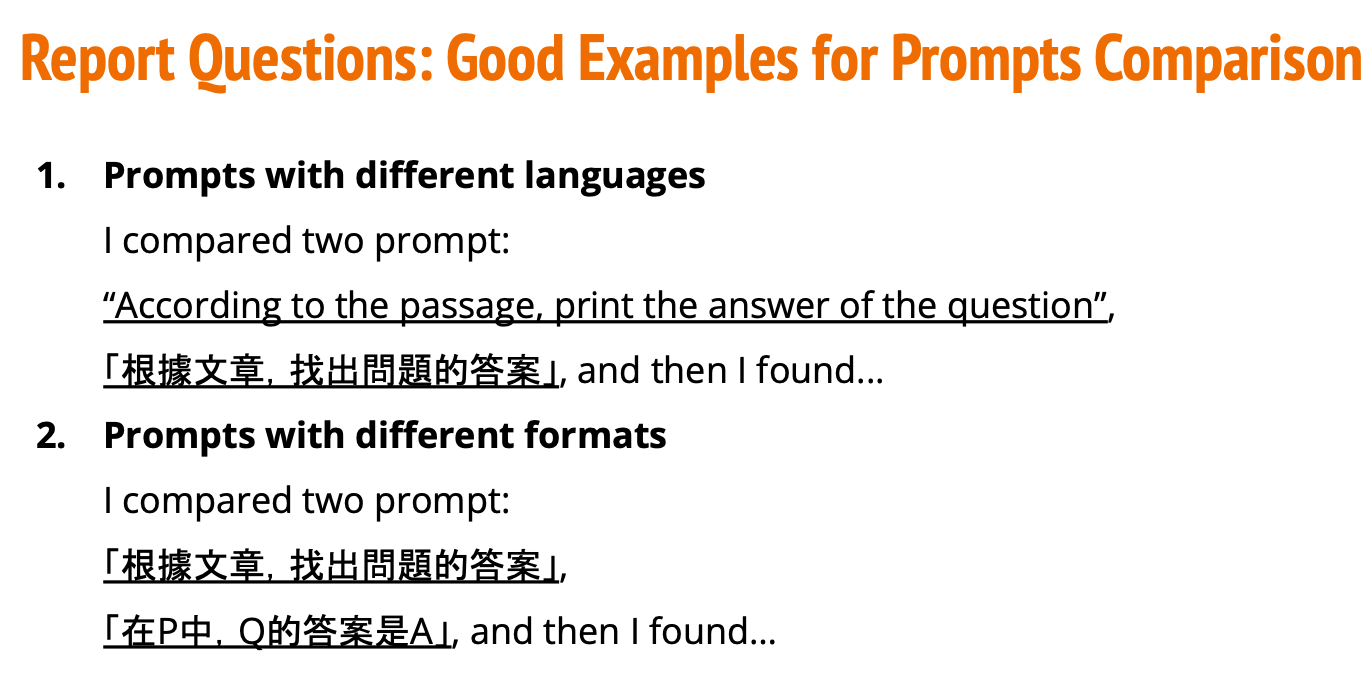 Report Questions: Good Examples for Prompts Comparison
1. Prompts with different languages
I compared two prompt:
“According to the passage, print the answer of the question”,
「根據文章，找出問題的答案」, and then I found...
2. Prompts with different formats
I compared two prompt:
「根據文章，找出問題的答案」,
「在P中，Q的答案是A」, and then I found...